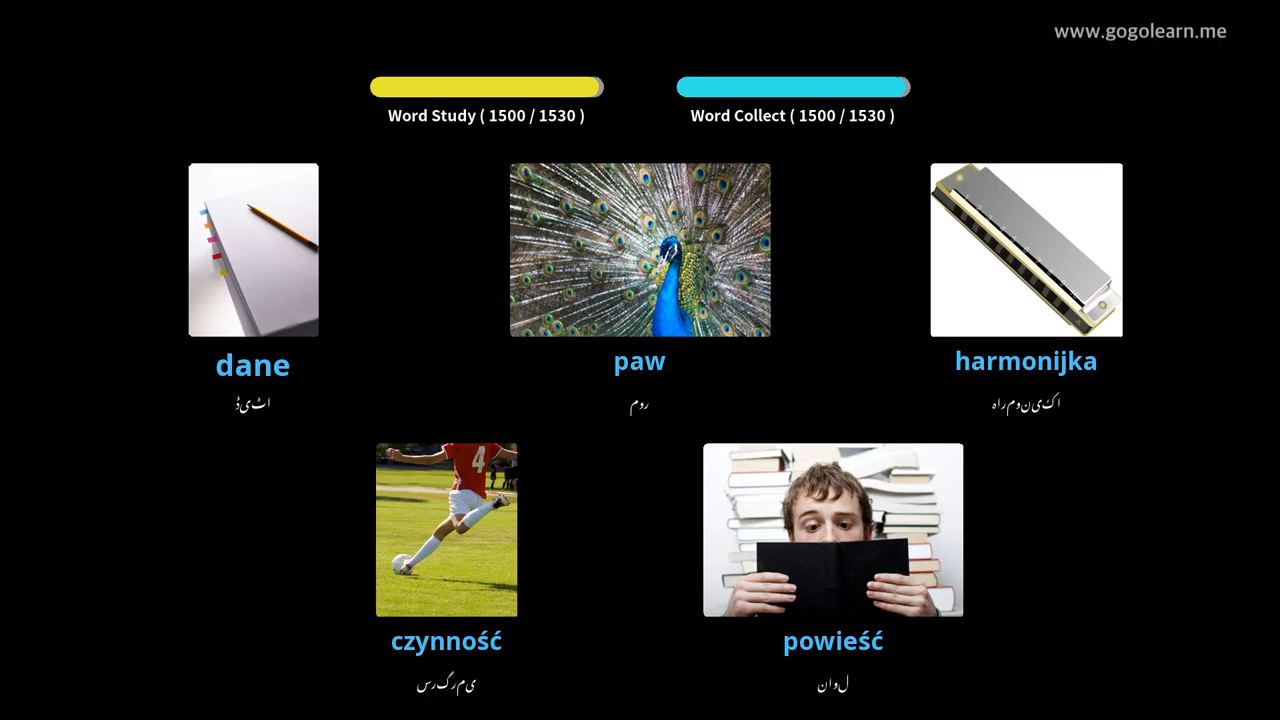 www.gogolearn.me
Word Study ( 1500 / 1530 )
Word Collect ( 1500 / 1530 )
dane
اٹیڈ
paw
روم
harmonijka
اکینومراہ
4
czynność
یمرگرس
powieść
لوان